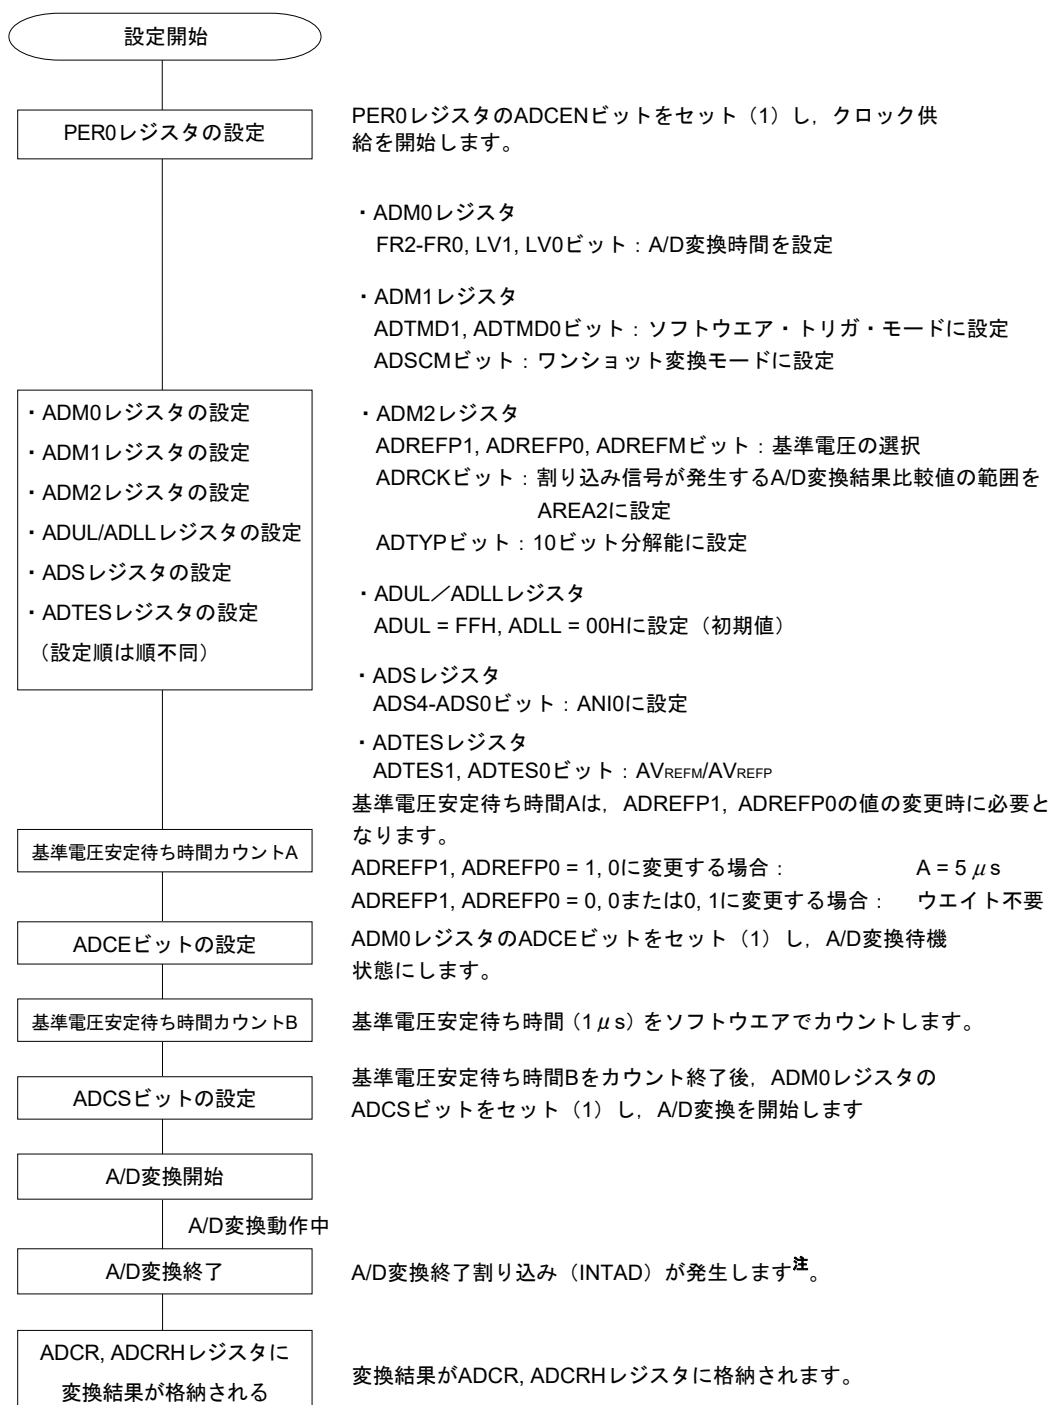 設定開始
PER0レジスタの設定
PER0レジスタのADCENビットをセット（1）し，クロック供
給を開始します。
・ADM0レジスタ
FR2-FR0, LV1, LV0ビット：A/D変換時間を設定
・ADM1レジスタ
ADTMD1, ADTMD0ビット：ソフトウエア・トリガ・モードに設定
ADSCMビット：ワンショット変換モードに設定
・ADM0レジスタの設定
・ADM1レジスタの設定
・ADM2レジスタの設定
・ADUL/ADLLレジスタの設定
・ADSレジスタの設定
・ADTESレジスタの設定
（設定順は順不同）
・ADM2レジスタ
ADREFP1, ADREFP0, ADREFMビット：基準電圧の選択
ADRCKビット：割り込み信号が発生するA/D変換結果比較値の範囲を
AREA2に設定
ADTYPビット：10ビット分解能に設定
・ADUL／ADLLレジスタ
ADUL = FFH, ADLL = 00Hに設定（初期値）
・ADSレジスタ
ADS4-ADS0ビット：ANI0に設定
・ADTESレジスタ
ADTES1, ADTES0ビット：AVREFM/AVREFP
基準電圧安定待ち時間カウントA
基準電圧安定待ち時間Aは，ADREFP1, ADREFP0の値の変更時に必要と
なります。
ADREFP1, ADREFP0 = 1, 0に変更する場合： A = 5 μs
ADREFP1, ADREFP0 = 0, 0または0, 1に変更する場合： ウエイト不要
ADCEビットの設定
ADM0レジスタのADCEビットをセット（1）し，A/D変換待機
状態にします。
基準電圧安定待ち時間カウントB
基準電圧安定待ち時間（1 μs）をソフトウエアでカウントします。
ADCSビットの設定
基準電圧安定待ち時間Bをカウント終了後，ADM0レジスタの
ADCSビットをセット（1）し，A/D変換を開始します
A/D変換開始
A/D変換動作中
A/D変換終了
A/D変換終了割り込み（INTAD）が発生します注。
ADCR, ADCRHレジスタに
変換結果が格納される
変換結果がADCR, ADCRHレジスタに格納されます。